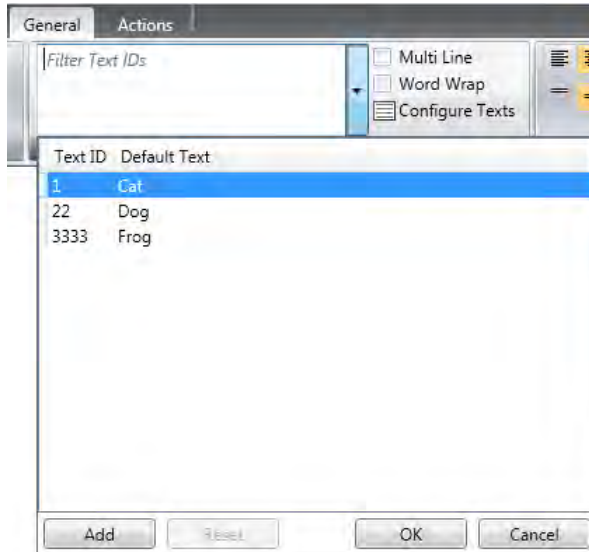 General Actions
Filter Text IDs
Multi Line
Word Wrap
Configure Texts
Text ID Default Text
1 Cat
22 Dog
3333 Frog
Add Reset OK Cancel